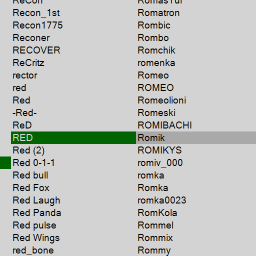 ReCon RomasTur
Recon_1st Romatron
Recon1775 Rombic
Reconer Rombo
RECOVER Romchik
ReCritz romenka
rector Romeo
red ROMEO
Red Romeolioni
-Red- Romeski
ReD ROMIBACHI
RED Romik
Red (2) ROMIKYS
Red 0-1-1 romiv_000
Red bull romka
Red Fox Romka
Red Laugh romka0023
Red Panda RomKola
Red pulse Rommel
Red Wings Rommix
red_bone Rommy